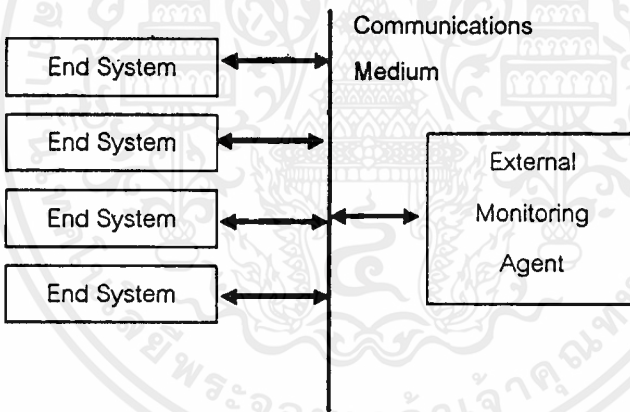 Communications
Medium
End System
End System
End System
End System
External
Monitoring
Agent